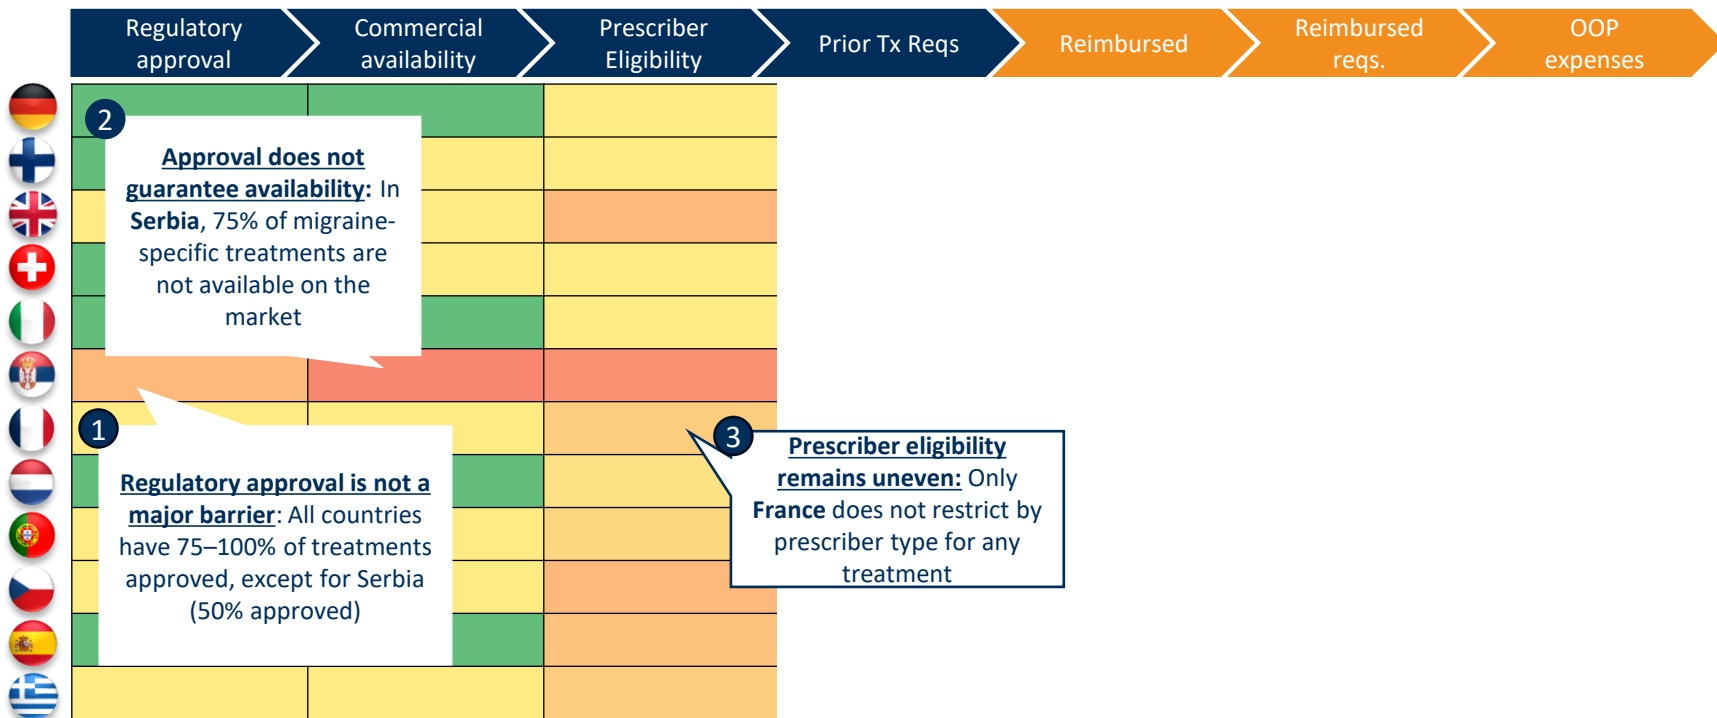 Regulatory
approval
Commercial
availability
Prescriber
Eligibility
Prior Tx Reqs
Reimbursed
Reimbursed
reqs.
OOP
expenses
2
Approval does not
guarantee availability: In
Serbia, 75% of migraine-
specific treatments are
not available on the
market
1
Regulatory approval is not a
major barrier: All countries
have 75–100% of treatments
approved, except for Serbia
(50% approved)
3
Prescriber eligibility
remains uneven: Only
France does not restrict by
prescriber type for any
treatment